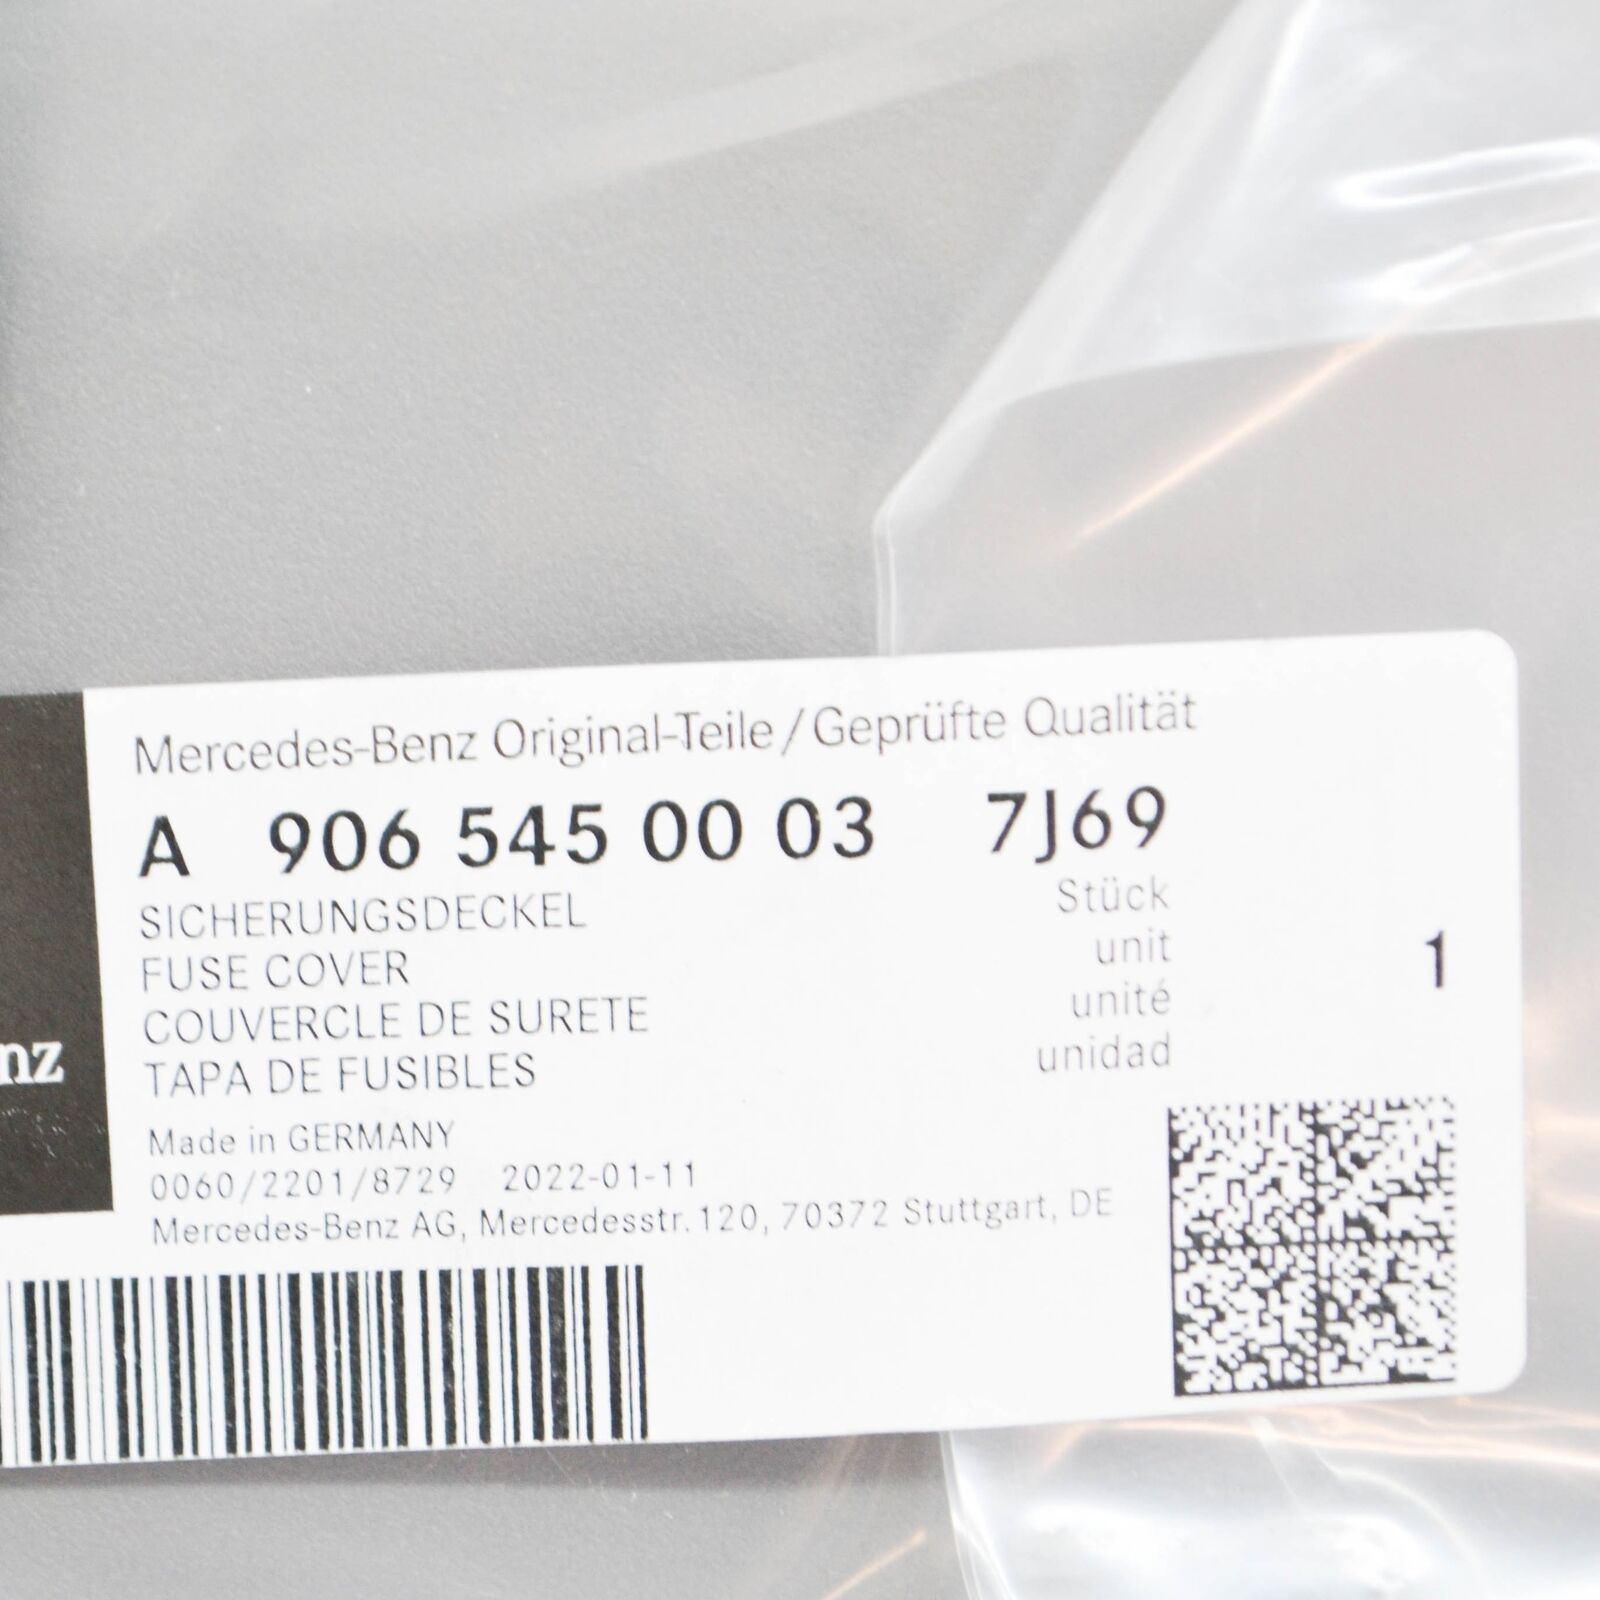 Mercedes-Benz Original-Teile/Geprüfte Qualität
A 906 545 00 03 7J69
SICHERUNGSDECKEL
FUSE COVER
COUVERCLE DE SURETE
TAPA DE FUSIBLES
Stück
unit
unité
unidad
1
nz
Made in GERMANY
0060/2201/8729 2022-01-11
Mercedes-Benz AG, Mercedesstr. 120, 70372 Stuttgart, DE